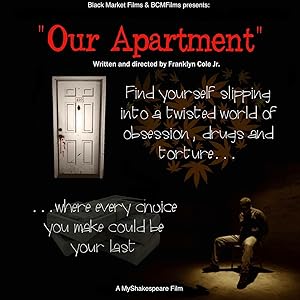 Black Market Films & BCMFilms presents:
"Our Apartment"
Written and directed by Franklyn Cole Jr.
Find yourself slipping
into a twisted world of
obsession, drugs and
torture...
...where every choice
you make could be
your last
A MyShakespeare Film